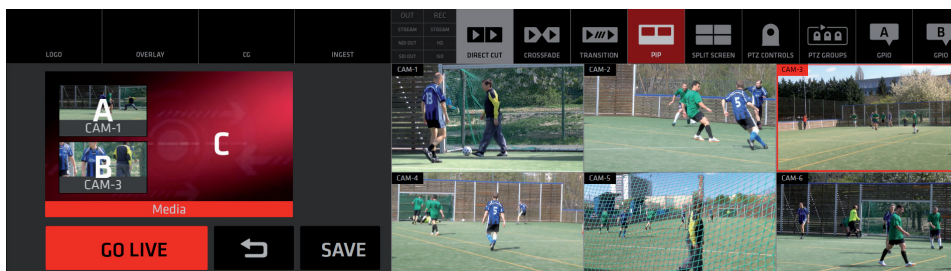 LOGO
OVERLAY
CG
INGEST
OUT REC
STREAM STREAM
SDI OUT HD
SDI OUT ISO
DIRECT CUT
CROSSFADE
TRANSITION
PIP
SPLIT SCREEN
PTZ CONTROLS
PTZ GROUPS
A
GPIO
B
GPIO
A
CAM-1
B
CAM-3
C
Media
GO LIVE
SAVE
CAM-1
CAM-2
CAM-3
CAM-4
CAM-5
CAM-6